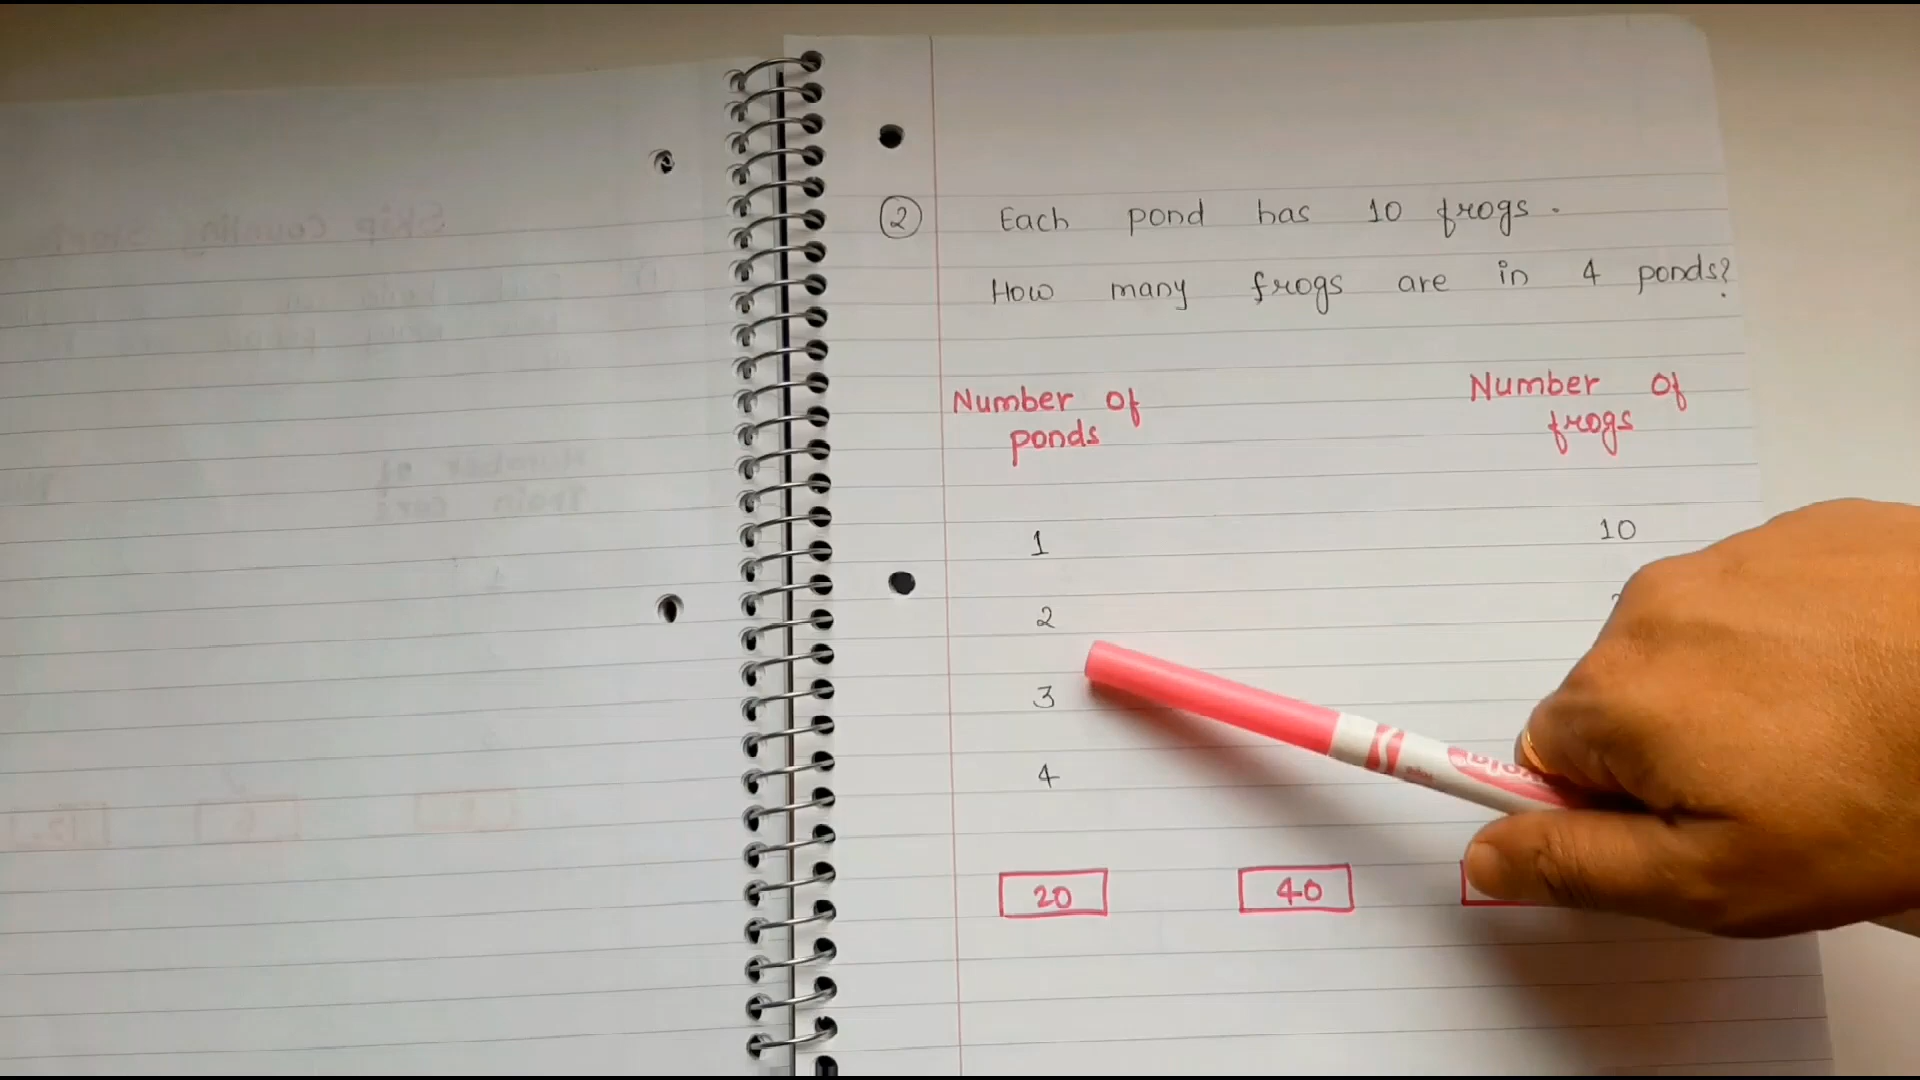 ② Each pond has 10 frogs.
How many frogs are in 4 ponds?
Number of
ponds
Number of
frogs
1 10
2
3
4
20 40